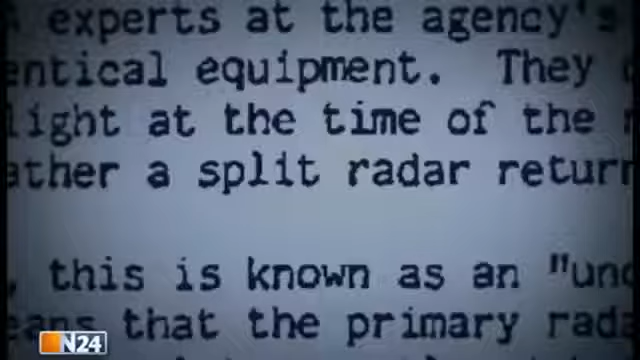 experts at the agency's
entical equipment. They
light at the time of the
ather a split radar return
, this is known as an "unc
eans that the primary rada
N24